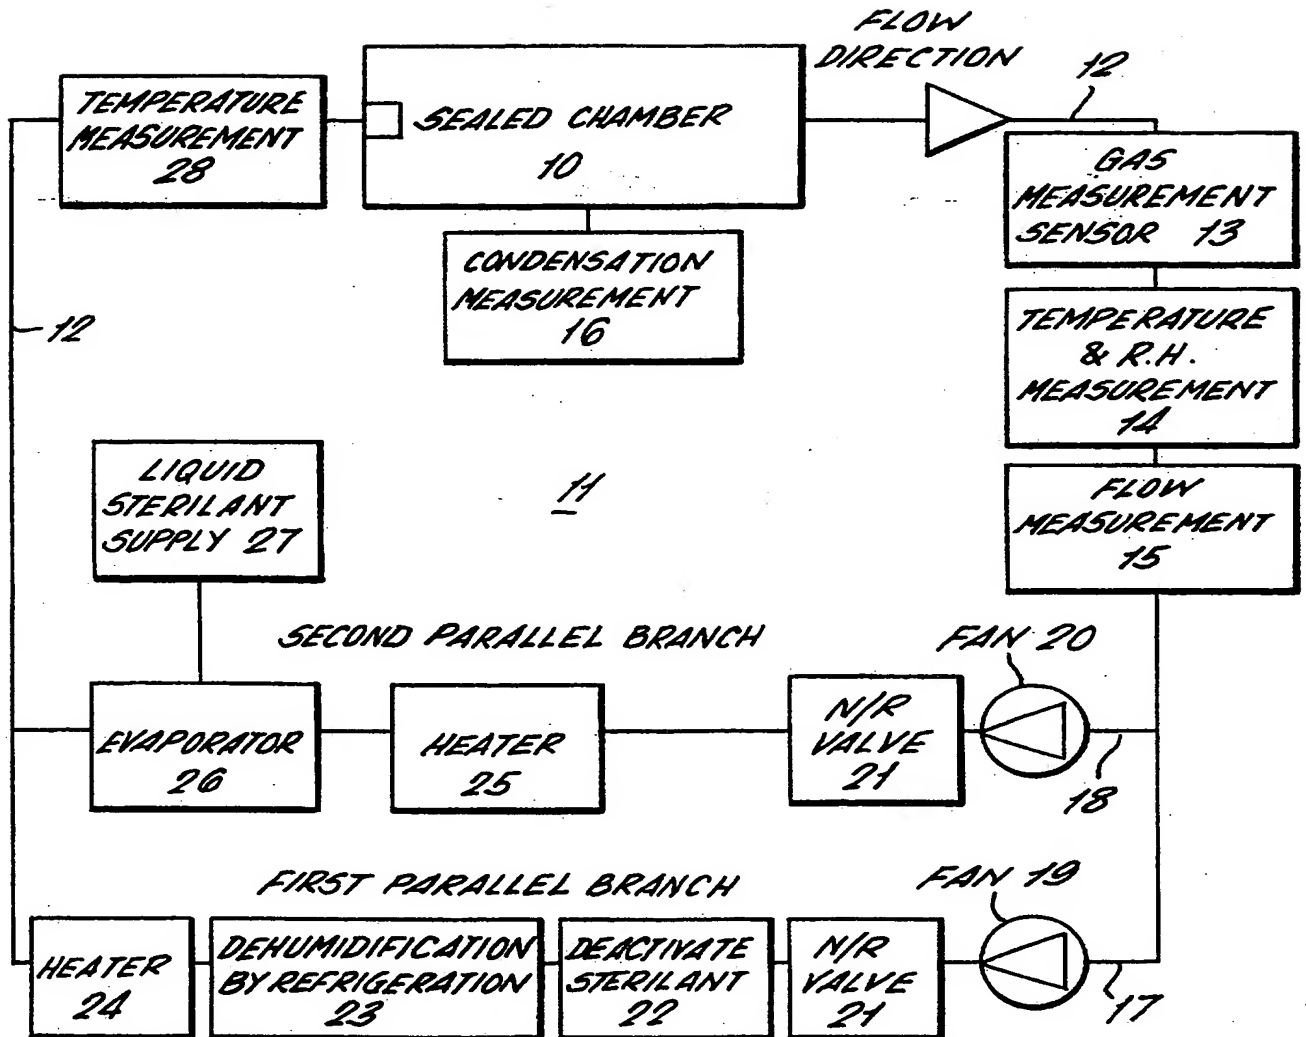 FLOW
DIRECTION
12
TEMPERATURE
MEASUREMENT
28
SEALED CHAMBER
10
GAS
MEASUREMENT
SENSOR 13
CONDENSATION
MEASUREMENT
16
12
TEMPERATURE
& R.H.
MEASUREMENT
14
LIQUID
STERILANT
SUPPLY 27
11
FLOW
MEASUREMENT
15
SECOND PARALLEL BRANCH
FAN 20
EVAPORATOR
26
HEATER
25
N/R
VALVE
21
18
FIRST PARALLEL BRANCH
FAN 19
HEATER
24
DEHUMIDIFICATION
BY REFRIGERATION
23
DEACTIVATE
STERILANT
22
N/R
VALVE
21
17